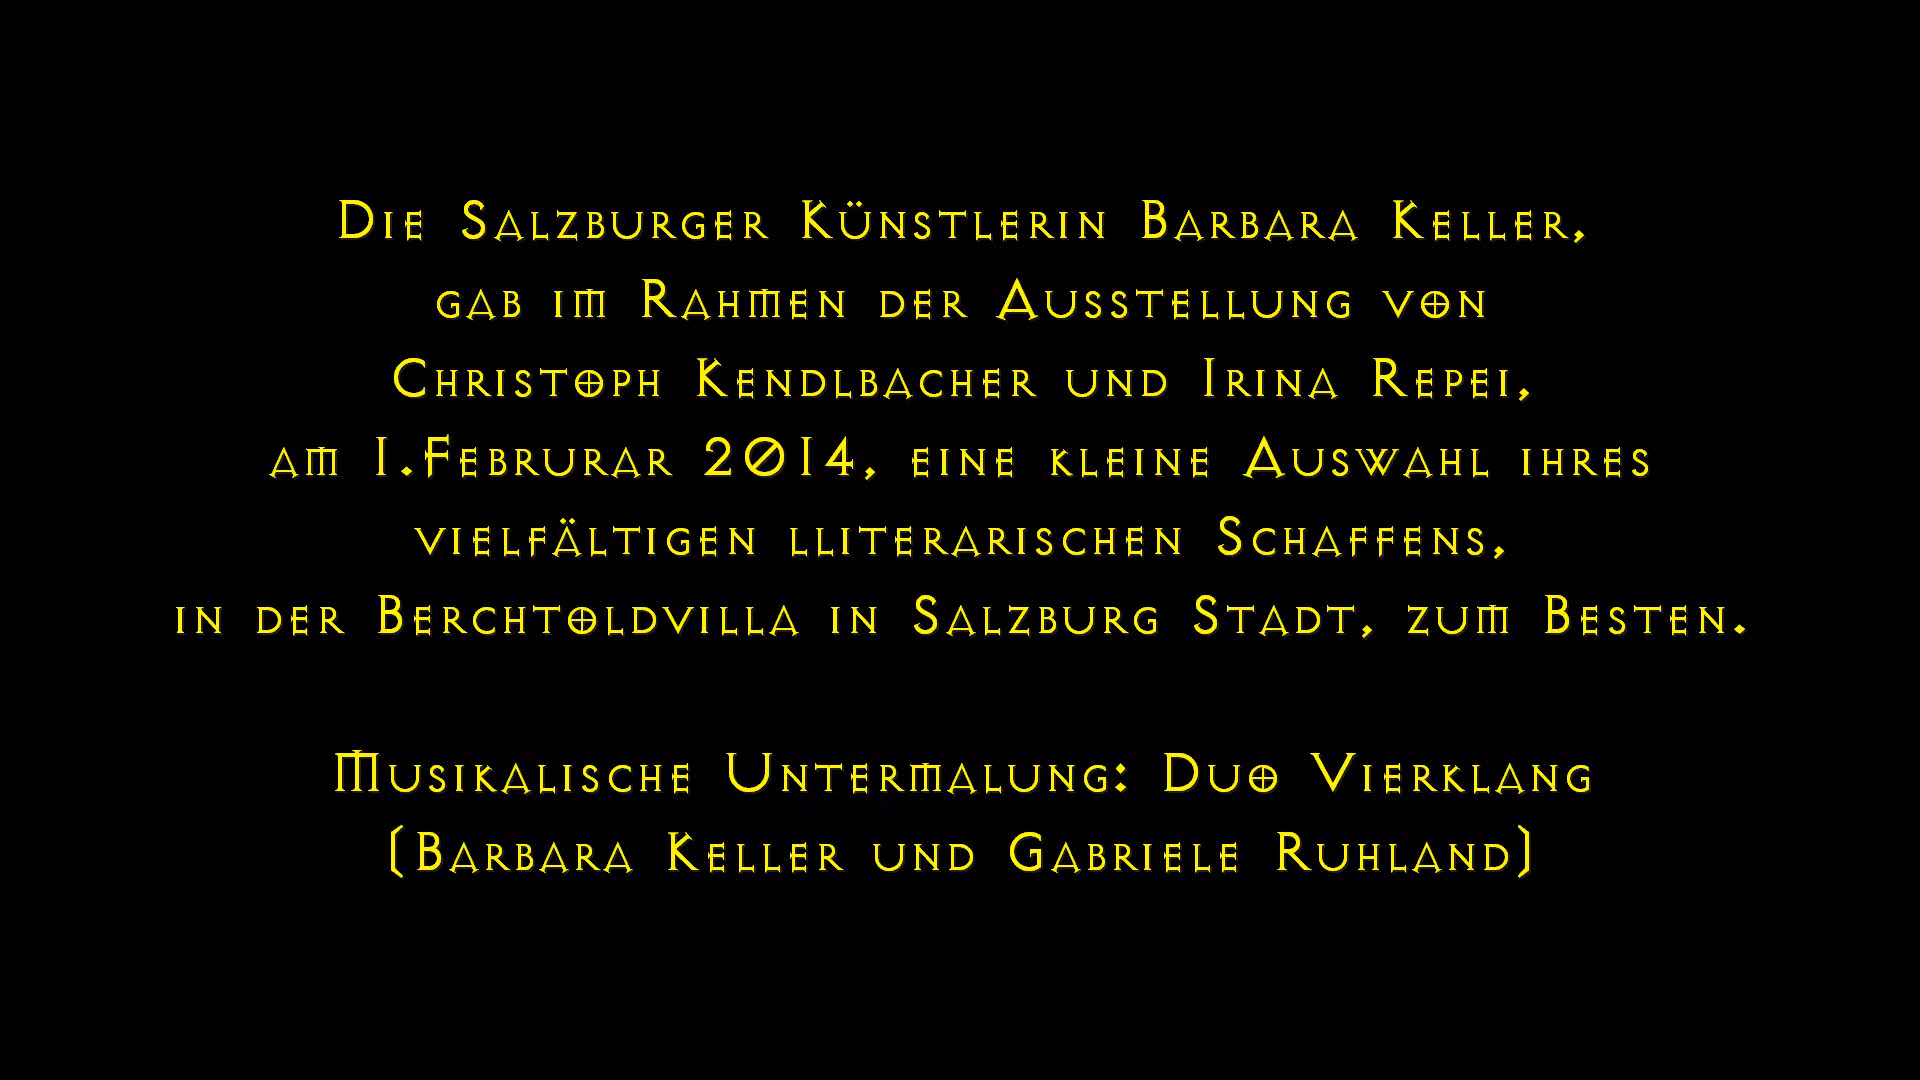 Die Salzburger Künstlerin Barbara Keller,
gab im Rahmen der Ausstellung von
Christoph Kendlbacher und Irina Repei,
am 1.Februrar 2014, eine kleine Auswahl ihres
vielfältigen lliterarischen Schaffens,
in der Berchtoldvilla in Salzburg Stadt, zum Besten.
Musikalische Untermalung: Duo Vierklang
(Barbara Keller und Gabriele Ruhland)